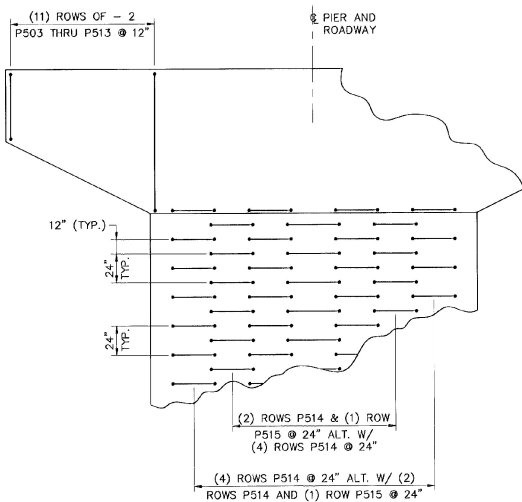 (11) ROWS OF - 2
P503 THRU P513 @ 12"
℄ PIER AND
ROADWAY
12" (TYP.)
24"
TYP.
24"
TYP.
(2) ROWS P514 & (1) ROW
P515 @ 24" ALT. W/
(4) ROWS P514 @ 24"
(4) ROWS P514 @ 24" ALT. W/ (2)
ROWS P514 AND (1) ROW P515 @ 24"